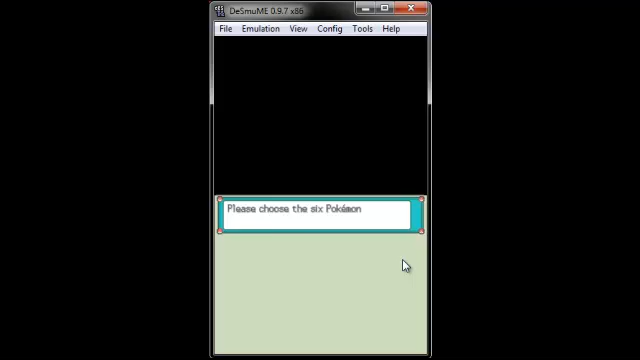 DeSmuME 0.9.7 x86
File Emulation View Config Tools Help
Please choose the six Pokémon